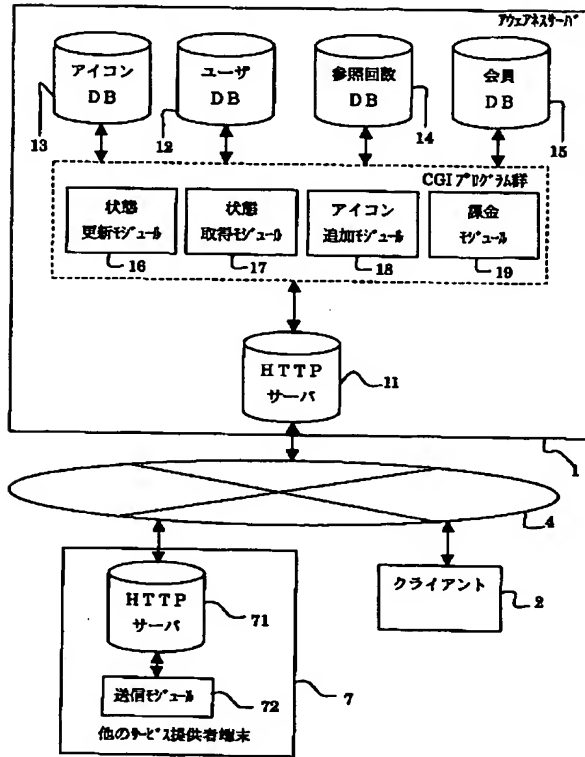 アウェアネスサーバ
アイコン
DB
ユーザ
DB
参照回数
DB
会員
DB
13
12
14
15
CGIプログラム群
状態
更新モジュール
状態
取得モジュール
アイコン
追加モジュール
課金
モジュール
16
17
18
19
HTTP
サーバ
11
1
4
HTTP
サーバ
71
クライアント
2
送信モジュール
72
7
他のサービス提供者端末